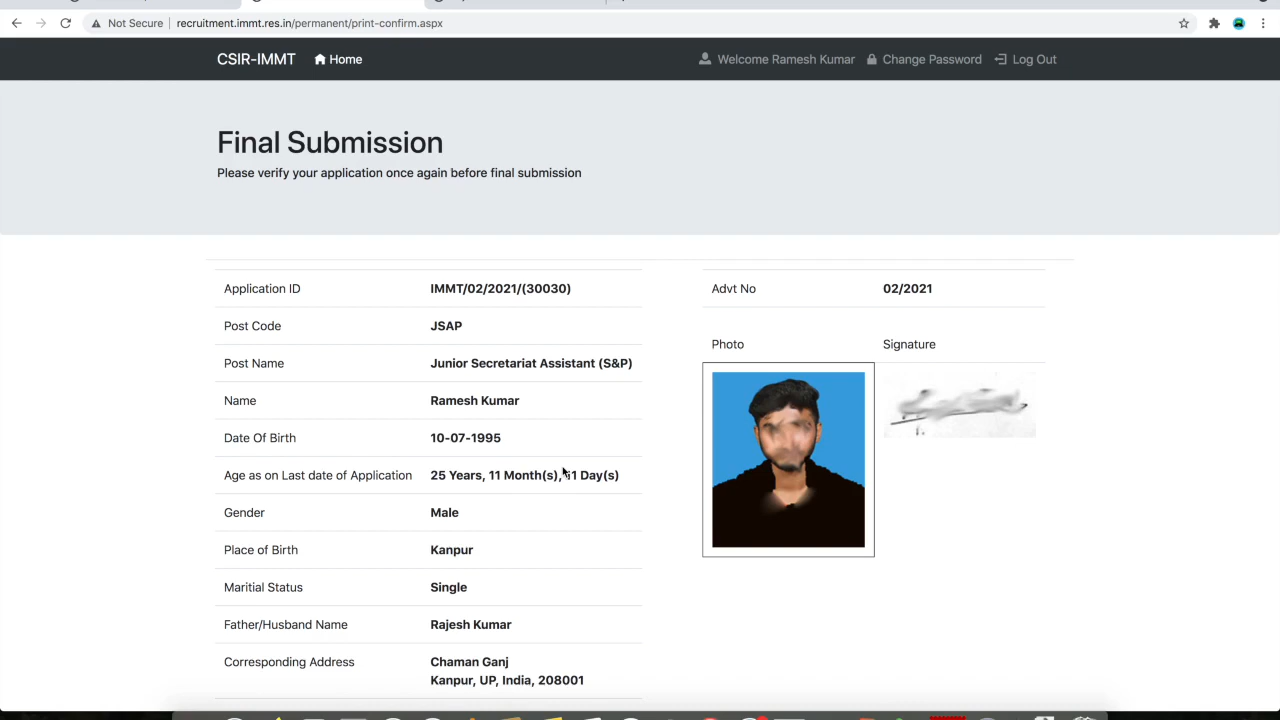 Not Secure recruitment.immt.res.in/permanent/print-confirm.aspx
CSIR-IMMT Home Welcome Ramesh Kumar Change Password Log Out
Final Submission
Please verify your application once again before final submission
Application ID IMMT/02/2021/(30030)
Post Code JSAP
Post Name Junior Secretariat Assistant (S&P)
Name Ramesh Kumar
Date Of Birth 10-07-1995
Age as on Last date of Application 25 Years, 11 Month(s), 11 Day(s)
Gender Male
Place of Birth Kanpur
Maritial Status Single
Father/Husband Name Rajesh Kumar
Corresponding Address Chaman Ganj
Kanpur, UP, India, 208001
Advt No 02/2021
Photo Signature